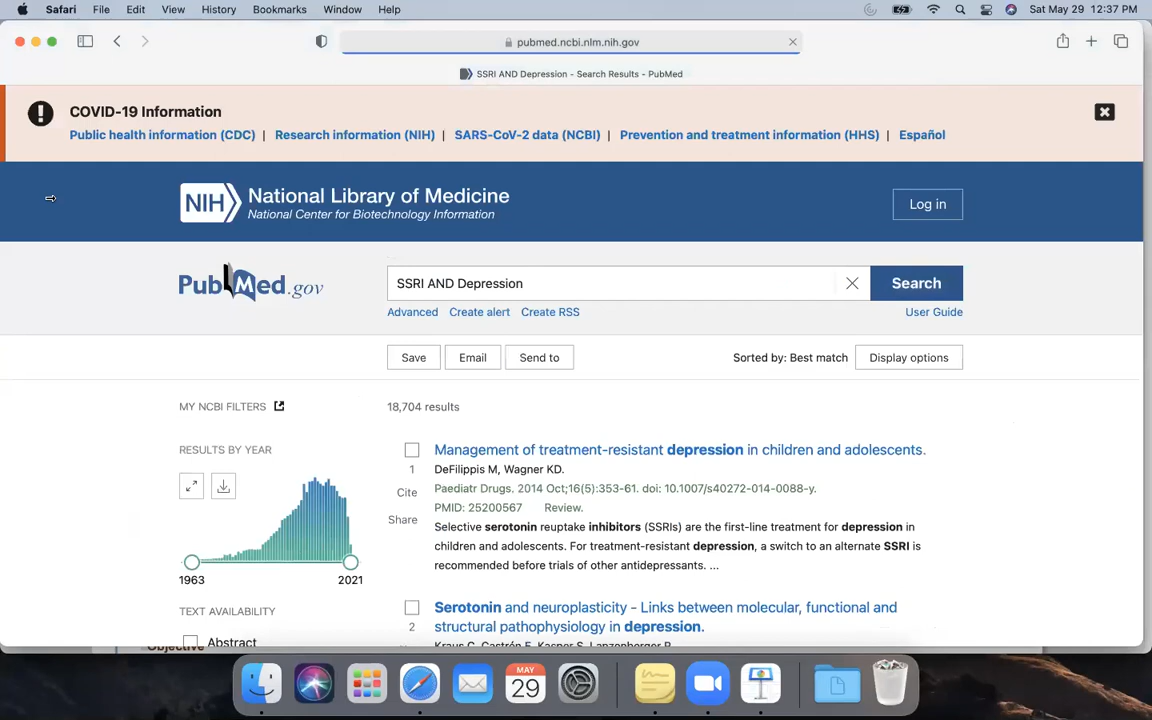 Safari File Edit View History Bookmarks Window Help Sat May 29 12:37 PM
pubmed.ncbi.nlm.nih.gov
SSRI AND Depression - Search Results - PubMed
COVID-19 Information
Public health information (CDC) | Research information (NIH) | SARS-CoV-2 data (NCBI) | Prevention and treatment information (HHS) | Español
NIH National Library of Medicine
National Center for Biotechnology Information
Log in
PubMed.gov
SSRI AND Depression
Search
Advanced Create alert Create RSS User Guide
Save Email Send to Sorted by: Best match Display options
MY NCBI FILTERS
18,704 results
RESULTS BY YEAR
1963 2021
TEXT AVAILABILITY
Abstract
Management of treatment-resistant depression in children and adolescents.
1 DeFilippis M, Wagner KD.
Cite Paediatr Drugs. 2014 Oct;16(5):353-61. doi: 10.1007/s40272-014-0088-y.
PMID: 25200567 Review.
Share
Selective serotonin reuptake inhibitors (SSRIs) are the first-line treatment for depression in
children and adolescents. For treatment-resistant depression, a switch to an alternate SSRI is
recommended before trials of other antidepressants. ...
Serotonin and neuroplasticity - Links between molecular, functional and
2 structural pathophysiology in depression.
Kraus C, Castrén E, Kasper S, Lanzenberger R.
Objective
MAY
29